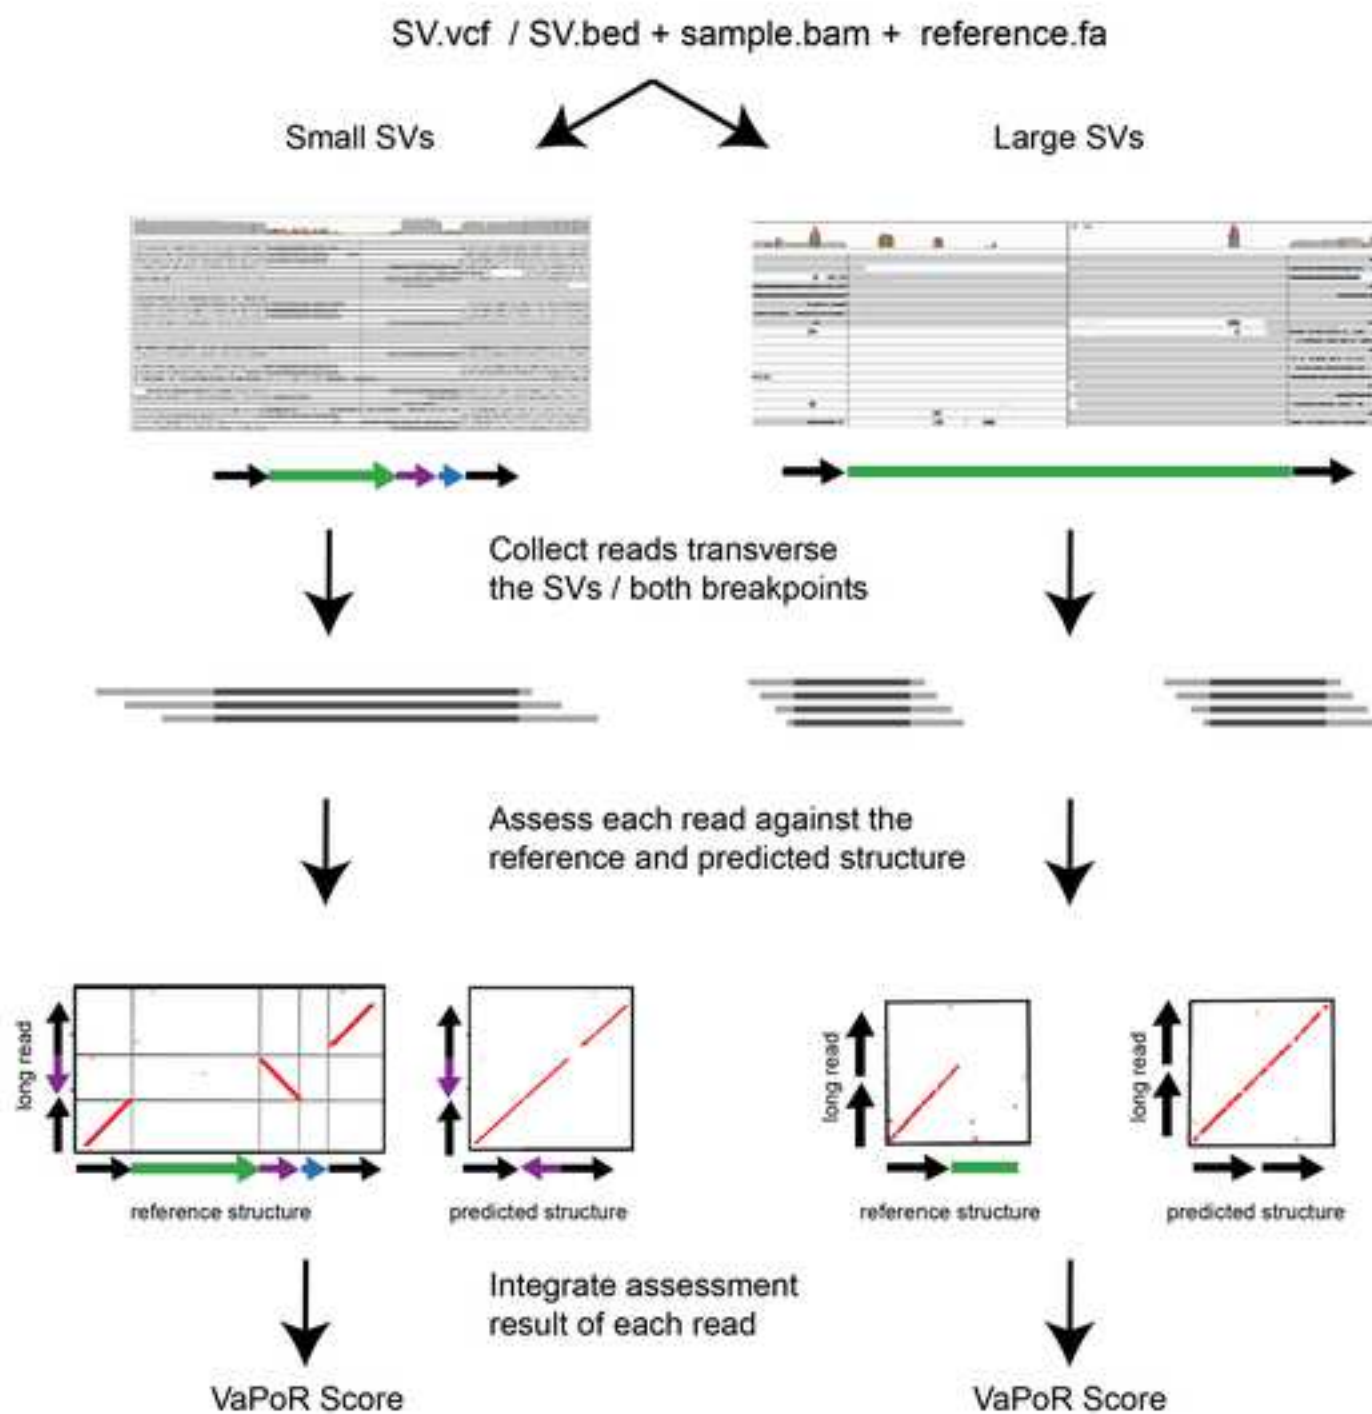 SV.vcf / SV.bed + sample.bam + reference.fa
Small SVs
Large SVs
Collect reads transverse
the SVs / both breakpoints
Assess each read against the
reference and predicted structure
long read
long read
long read
long read
reference structure
predicted structure
reference structure
predicted structure
Integrate assessment
result of each read
VaPoR Score
VaPoR Score